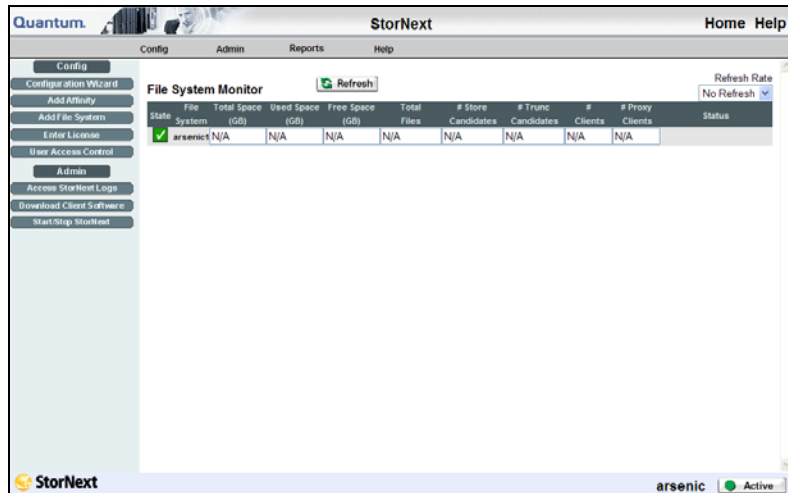 Quantum. StorNext Home Help
Config Admin Reports Help
Config
Configuration Wizard
Add Affinity
Add File System
Enter License
User Access Control
Admin
Access StorNext Logs
Download Client Software
Start/Stop StorNext
File System Monitor
Refresh
Refresh Rate
No Refresh
State File System Total Space (GB) Used Space (GB) Free Space (GB) Total Files # Store Candidates # Trunc Candidates # Clients # Proxy Clients Status
arsenict N/A N/A N/A N/A N/A N/A N/A N/A
StorNext
arsenic Active